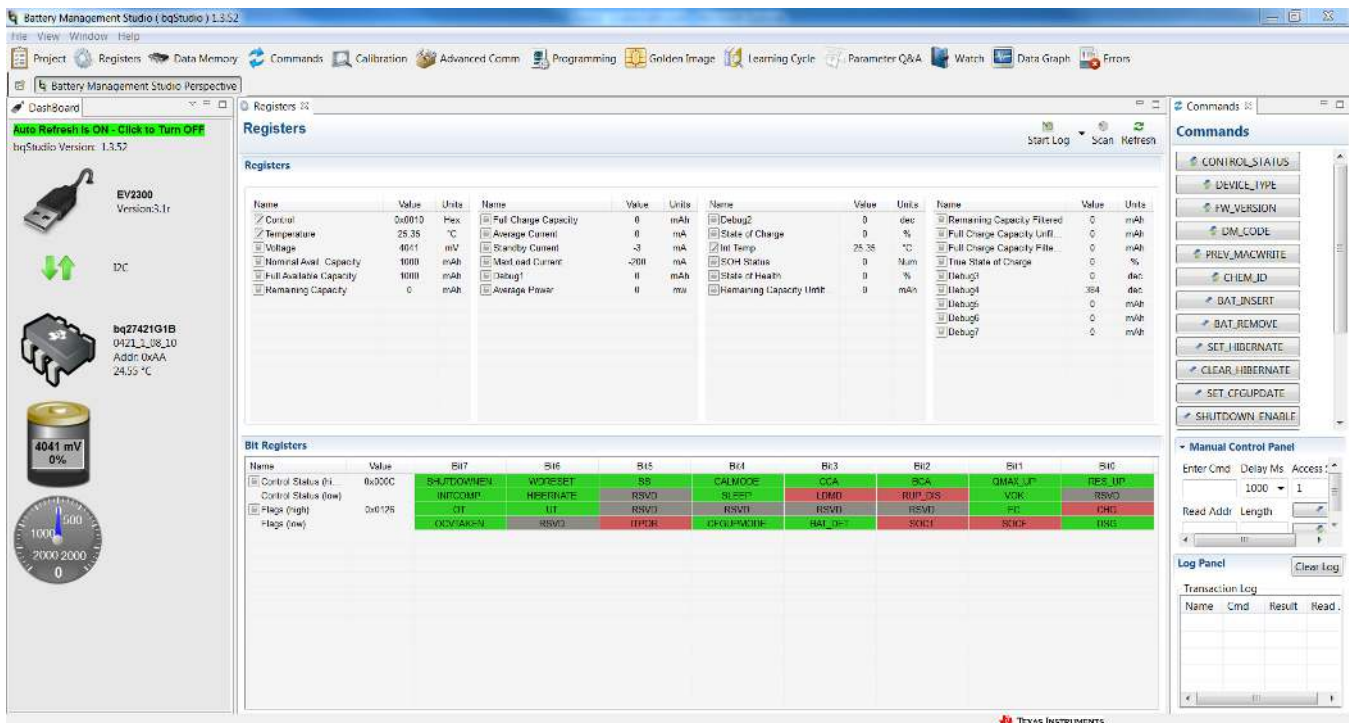 Battery Management Studio ( bqStudio ) 1.3.52
File View Window Help
Project Registers Data Memory Commands Calibration Advanced Comm Programming Golden Image Learning Cycle Parameter Q&A Watch Data Graph Errors
Battery Management Studio Perspective
DashBoard
Auto Refresh is ON - Click to Turn OFF
bqStudio Version: 1.3.52
EV2300
Version:3.1r
I2C
bq27421G1B
0421_1_08_10
Addr: 0xAA
24.55 °C
4041 mV
0%
500
1000
2000 2000
0
Registers
Registers
Start Log Scan Refresh
Registers
Name Value Units Name Value Units Name Value Units Name Value Units
Control 0x0010 Hex Full Charge Capacity 0 mAh Debug2 0 dec Remaining Capacity Filtered 0 mAh
Temperature 25.35 °C Average Current 0 mA State of Charge 0 % Full Charge Capacity Unfil... 0 mAh
Voltage 4041 mV Standby Current -3 mA Int Temp 25.35 °C Full Charge Capacity Filte... 0 mAh
Nominal Avail. Capacity 1000 mAh Max Load Current -200 mA SOH Status 0 Num True State of Charge 0 %
Full Available Capacity 1000 mAh Debug1 0 mAh State of Health 0 % Debug3 0 dec
Remaining Capacity 0 mAh Average Power 0 mW Remaining Capacity Unfilt 0 mAh Debug4 384 dec
Debug5 0 mAh
Debug6 0 mAh
Debug7 0 mAh
Bit Registers
Name Value Bit7 Bit6 Bit5 Bit4 Bit3 Bit2 Bit1 Bit0
Control Status (hi... 0x000C SHUTDOWNEN WDRESET SS CALMODE CCA BCA QMAX_UP RES_UP
Control Status (low) INITCOMP HIBERNATE RSVD SLEEP LDMD RUP_DIS VOK RSVD
Flags (high) 0x0126 OT UT RSVD RSVD RSVD RSVD FC CHG
Flags (low) OCVTAKEN RSVD ITPOR CFGUPMODE BAT_DET SOC1 SOCF DSG
Commands
Commands
CONTROL_STATUS
DEVICE_TYPE
FW_VERSION
DM_CODE
PREV_MACWRITE
CHEM_ID
BAT_INSERT
BAT_REMOVE
SET_HIBERNATE
CLEAR_HIBERNATE
SET_CFGUPDATE
SHUTDOWN_ENABLE
Manual Control Panel
Enter Cmd Delay Ms Access
1000 1
Read Addr Length
Log Panel
Clear Log
Transaction Log
Name Cmd Result Read .
TEXAS INSTRUMENTS